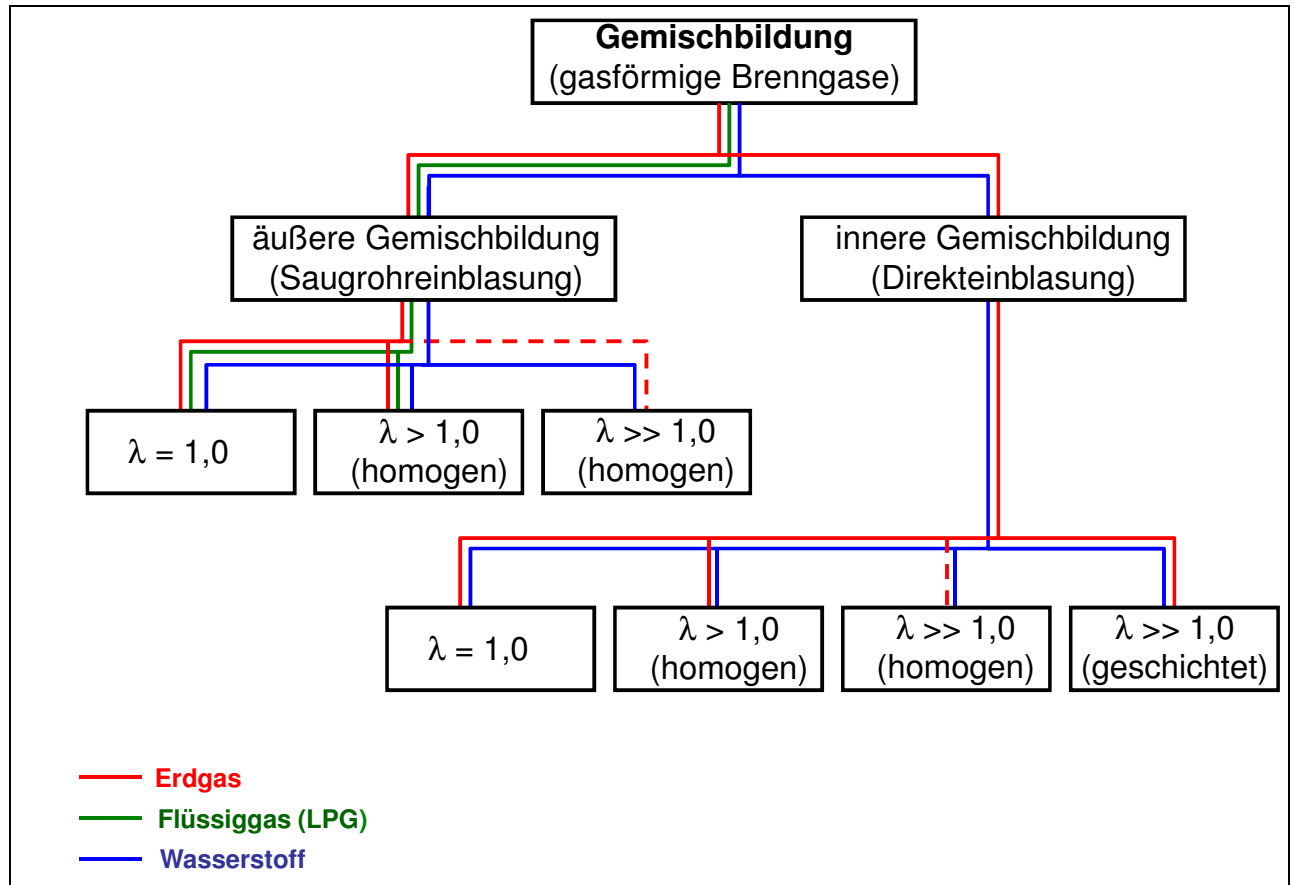 Gemischbildung
(gasförmige Brenngase)
äußere Gemischbildung
(Saugrohreinblasung)
innere Gemischbildung
(Direkteinblasung)
λ = 1,0
λ > 1,0
(homogen)
λ >> 1,0
(homogen)
λ = 1,0
λ > 1,0
(homogen)
λ >> 1,0
(homogen)
λ >> 1,0
(geschichtet)
Erdgas
Flüssiggas (LPG)
Wasserstoff